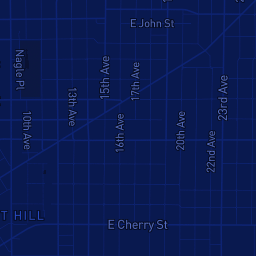 E John St
Nagle Pl
15th Ave
17th Ave
23rd Ave
13th Ave
10th Ave
16th Ave
20th Ave
22nd Ave
T HILL
E Cherry St